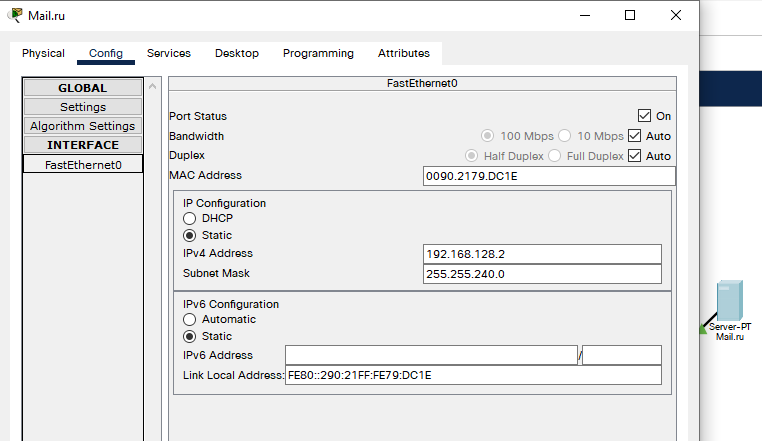 Mail.ru
Physical Config Services Desktop Programming Attributes
GLOBAL
Settings
Algorithm Settings
INTERFACE
FastEthernet0
FastEthernet0
Port Status On
Bandwidth 100 Mbps 10 Mbps Auto
Duplex Half Duplex Full Duplex Auto
MAC Address 0090.2179.DC1E
IP Configuration
DHCP
Static
IPv4 Address 192.168.128.2
Subnet Mask 255.255.240.0
IPv6 Configuration
Automatic
Static
IPv6 Address /
Link Local Address: FE80::290:21FF:FE79:DC1E
Server-PT
Mail.ru